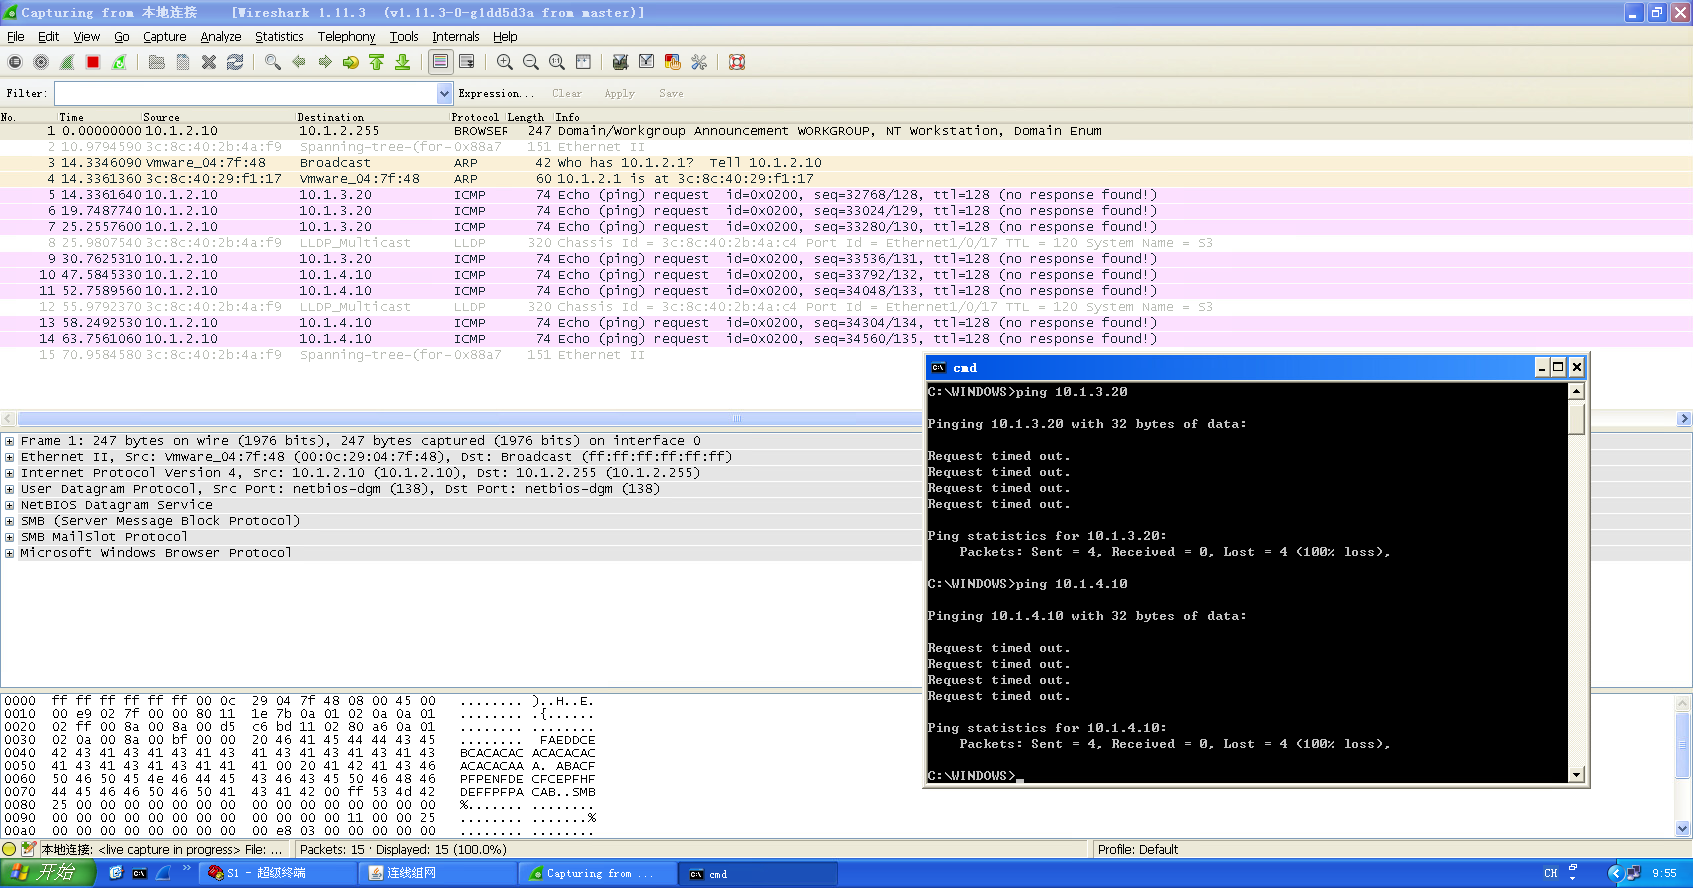 Capturing from 本地连接 [Wireshark 1.11.3 (v1.11.3-0-g1dd5d3a from master)]
File Edit View Go Capture Analyze Statistics Telephony Tools Internals Help
Filter: Expression... Clear Apply Save
No. Time Source Destination Protocol Length Info
1 0.00000000 10.1.2.10 10.1.2.255 BROWSER 247 Domain/Workgroup Announcement WORKGROUP, NT Workstation, Domain Enum
2 10.9794590 3c:8c:40:2b:4a:f9 Spanning-tree-(for- 0x88a7 151 Ethernet II
3 14.3346090 Vmware_04:7f:48 Broadcast ARP 42 Who has 10.1.2.1? Tell 10.1.2.10
4 14.3361360 3c:8c:40:29:f1:17 Vmware_04:7f:48 ARP 60 10.1.2.1 is at 3c:8c:40:29:f1:17
5 14.3361640 10.1.2.10 10.1.3.20 ICMP 74 Echo (ping) request id=0x0200, seq=32768/128, ttl=128 (no response found!)
6 19.7487740 10.1.2.10 10.1.3.20 ICMP 74 Echo (ping) request id=0x0200, seq=33024/129, ttl=128 (no response found!)
7 25.2557600 10.1.2.10 10.1.3.20 ICMP 74 Echo (ping) request id=0x0200, seq=33280/130, ttl=128 (no response found!)
8 25.9807540 3c:8c:40:2b:4a:f9 LLDP_Multicast LLDP 320 Chassis Id = 3c:8c:40:2b:4a:c4 Port Id = Ethernet1/0/17 TTL = 120 System Name = S3
9 30.7625310 10.1.2.10 10.1.3.20 ICMP 74 Echo (ping) request id=0x0200, seq=33536/131, ttl=128 (no response found!)
10 47.5845330 10.1.2.10 10.1.4.10 ICMP 74 Echo (ping) request id=0x0200, seq=33792/132, ttl=128 (no response found!)
11 52.7589560 10.1.2.10 10.1.4.10 ICMP 74 Echo (ping) request id=0x0200, seq=34048/133, ttl=128 (no response found!)
12 55.9792370 3c:8c:40:2b:4a:f9 LLDP_Multicast LLDP 320 Chassis Id = 3c:8c:40:2b:4a:c4 Port Id = Ethernet1/0/17 TTL = 120 System Name = S3
13 58.2492530 10.1.2.10 10.1.4.10 ICMP 74 Echo (ping) request id=0x0200, seq=34304/134, ttl=128 (no response found!)
14 63.7561060 10.1.2.10 10.1.4.10 ICMP 74 Echo (ping) request id=0x0200, seq=34560/135, ttl=128 (no response found!)
15 70.9584580 3c:8c:40:2b:4a:f9 Spanning-tree-(for- 0x88a7 151 Ethernet II
Frame 1: 247 bytes on wire (1976 bits), 247 bytes captured (1976 bits) on interface 0
Ethernet II, Src: Vmware_04:7f:48 (00:0c:29:04:7f:48), Dst: Broadcast (ff:ff:ff:ff:ff:ff)
Internet Protocol Version 4, Src: 10.1.2.10 (10.1.2.10), Dst: 10.1.2.255 (10.1.2.255)
User Datagram Protocol, Src Port: netbios-dgm (138), Dst Port: netbios-dgm (138)
NetBIOS Datagram Service
SMB (Server Message Block Protocol)
SMB MailSlot Protocol
Microsoft Windows Browser Protocol
0000 ff ff ff ff ff ff 00 0c 29 04 7f 48 08 00 45 00 ........ )..H..E.
0010 00 e9 02 7f 00 00 80 11 1e 7b 0a 01 02 0a 0a 01 ........ .{......
0020 02 ff 00 8a 00 8a 00 d5 c6 bd 11 02 80 a6 0a 01 ........ ........
0030 02 0a 00 8a 00 bf 00 00 20 46 41 45 44 44 43 45 ........ FAEDDCE
0040 42 43 41 43 41 43 41 43 41 43 41 43 41 43 41 43 BCACACAC ACACACAC
0050 41 43 41 43 41 43 41 41 41 00 20 41 42 41 43 46 ACACACAA A. ABACF
0060 50 46 50 45 4e 46 44 45 43 46 43 45 50 46 48 46 PFPENFDE CFCEPFHF
0070 44 45 46 46 50 46 50 41 43 41 42 00 ff 53 4d 42 DEFFPFPA CAB..SMB
0080 25 00 00 00 00 00 00 00 00 00 00 00 00 00 00 00 %....... ........
0090 00 00 00 00 00 00 00 00 00 00 00 00 11 00 00 25 ........ .......%
00a0 00 00 00 00 00 00 00 00 00 e8 03 00 00 00 00 00 ........ ........
cmd
C:\WINDOWS>ping 10.1.3.20
Pinging 10.1.3.20 with 32 bytes of data:
Request timed out.
Request timed out.
Request timed out.
Request timed out.
Ping statistics for 10.1.3.20:
Packets: Sent = 4, Received = 0, Lost = 4 (100% loss),
C:\WINDOWS>ping 10.1.4.10
Pinging 10.1.4.10 with 32 bytes of data:
Request timed out.
Request timed out.
Request timed out.
Request timed out.
Ping statistics for 10.1.4.10:
Packets: Sent = 4, Received = 0, Lost = 4 (100% loss),
C:\WINDOWS>_
本地连接: <live capture in progress> File: ... Packets: 15 · Displayed: 15 (100.0%) Profile: Default
开始 S1 - 超级终端 连线组网 Capturing from ... cmd CH 9:55